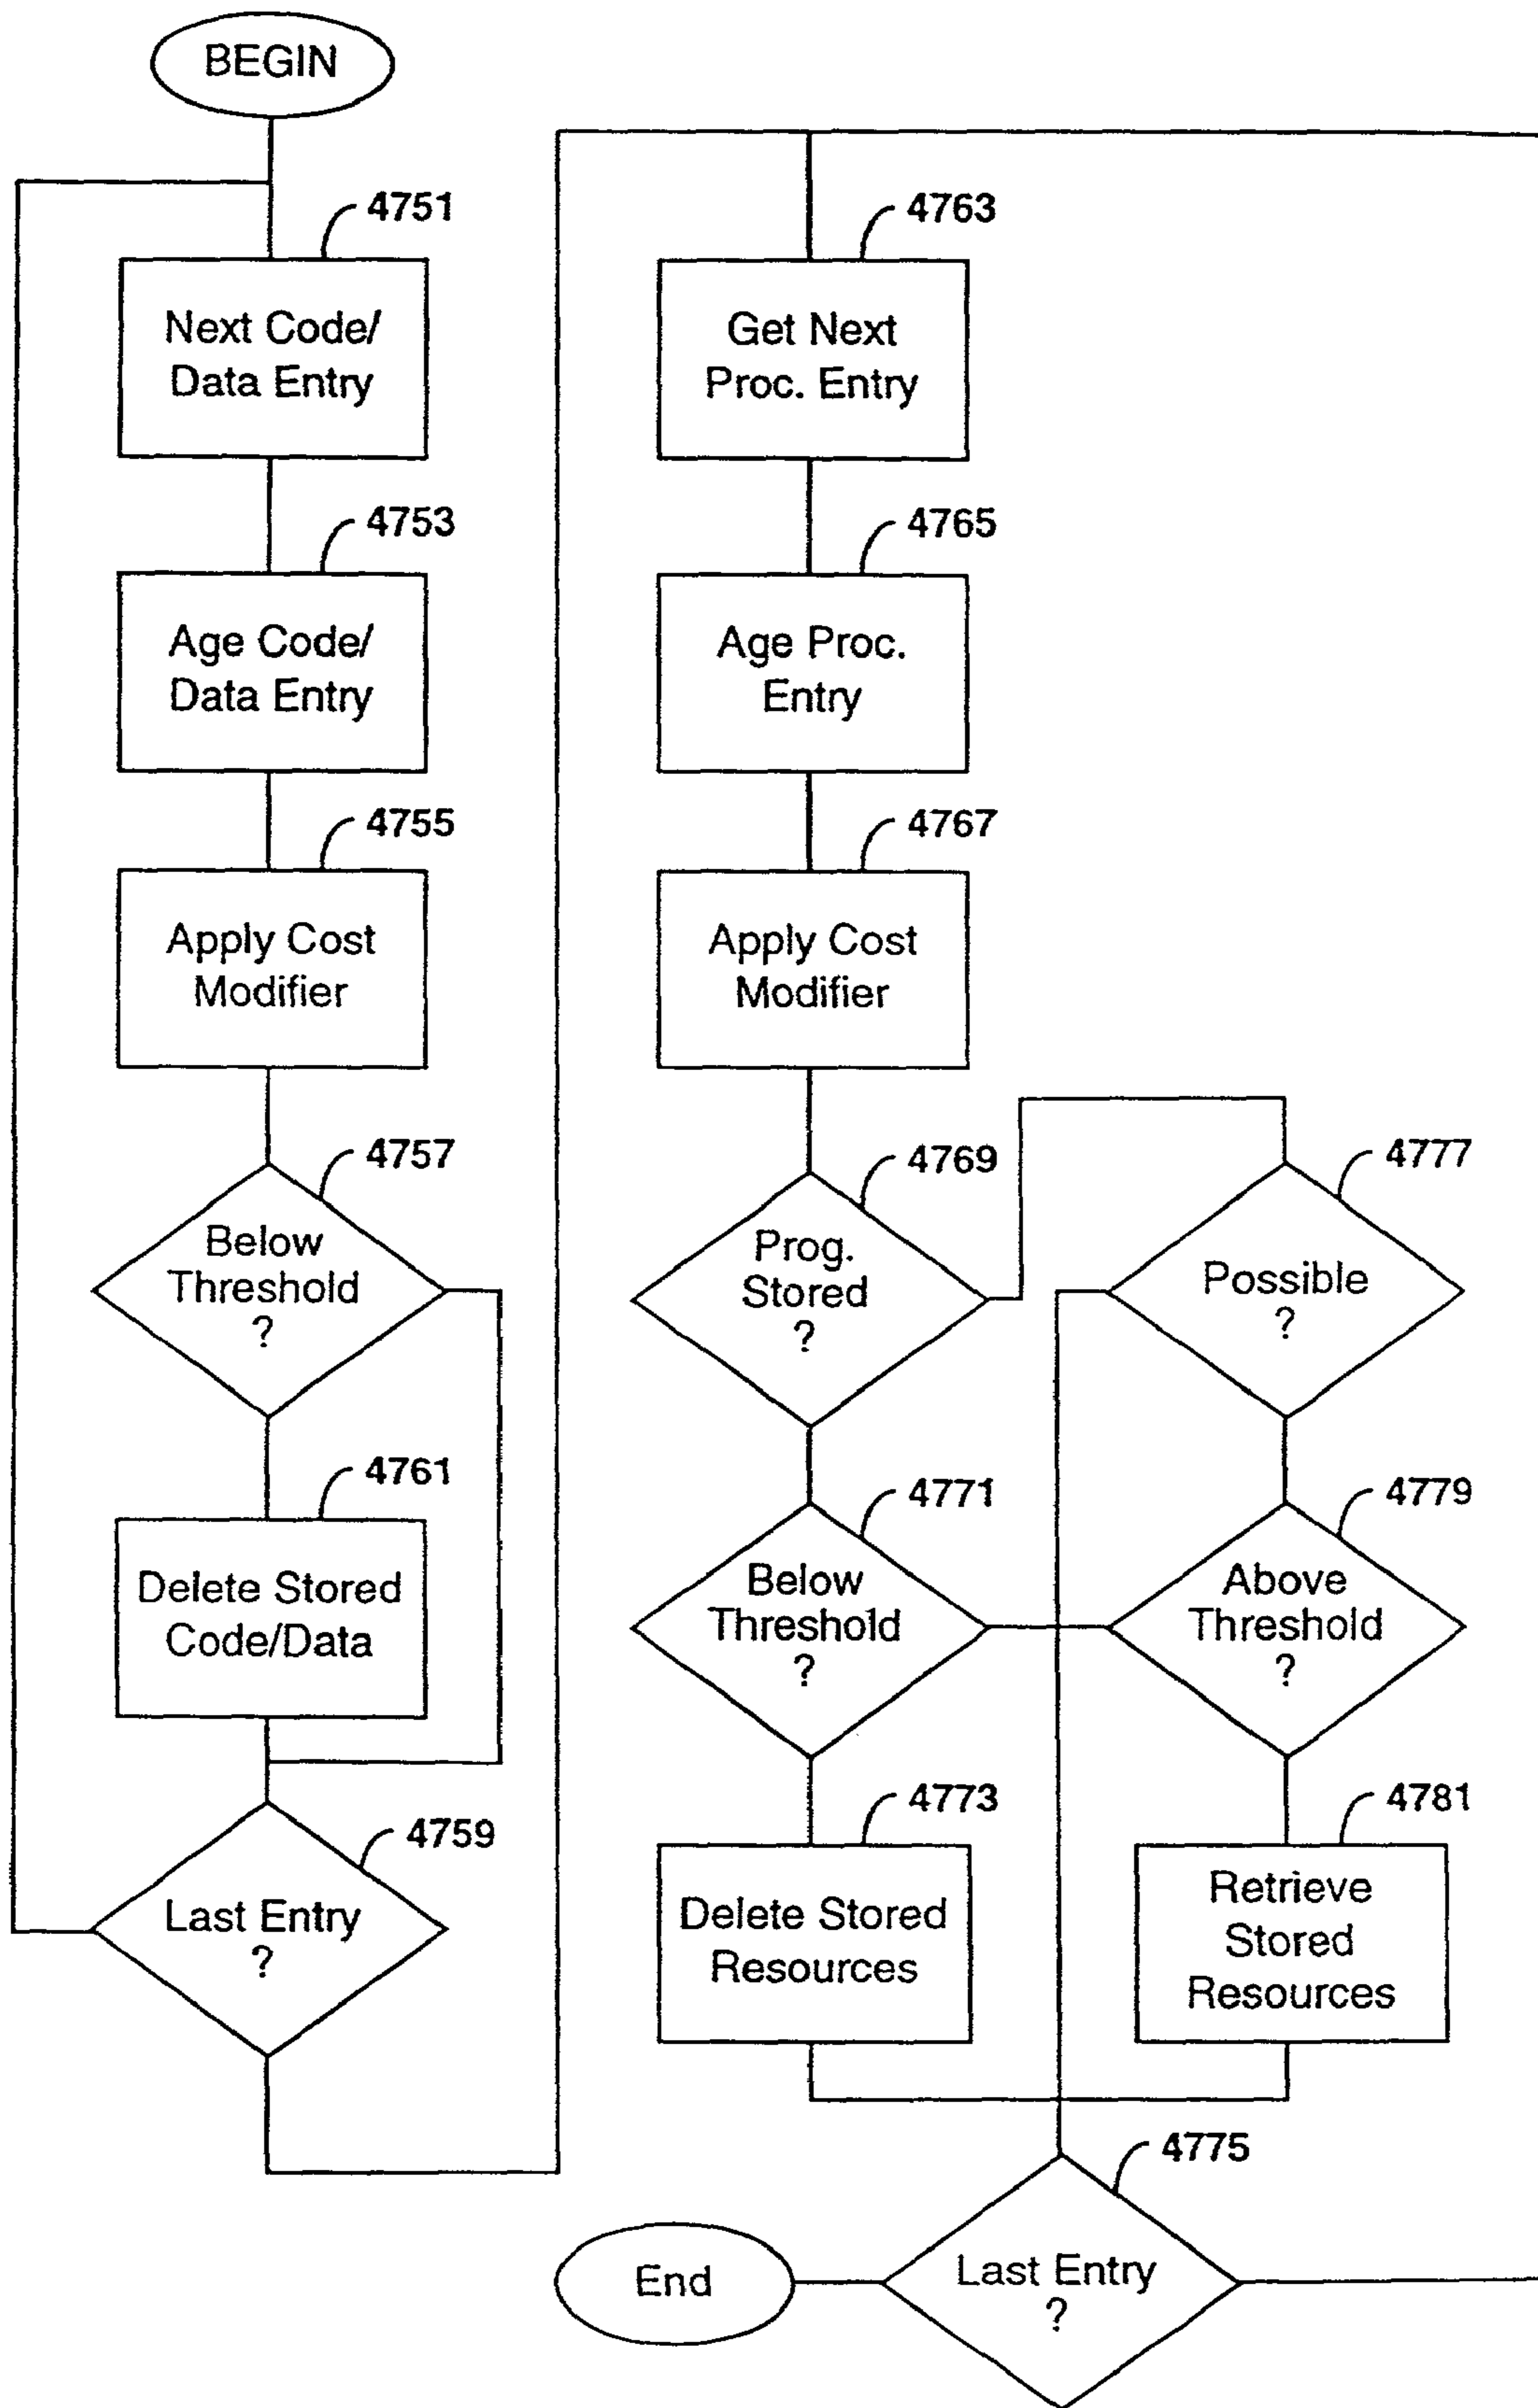 BEGIN
4751
Next Code/
Data Entry
4753
Age Code/
Data Entry
4755
Apply Cost
Modifier
4757
Below
Threshold
?
4761
Delete Stored
Code/Data
4759
Last Entry
?
4763
Get Next
Proc. Entry
4765
Age Proc.
Entry
4767
Apply Cost
Modifier
4769
Prog.
Stored
?
4771
Below
Threshold
?
4773
Delete Stored
Resources
4777
Possible
?
4779
Above
Threshold
?
4781
Retrieve
Stored
Resources
4775
Last Entry
?
End